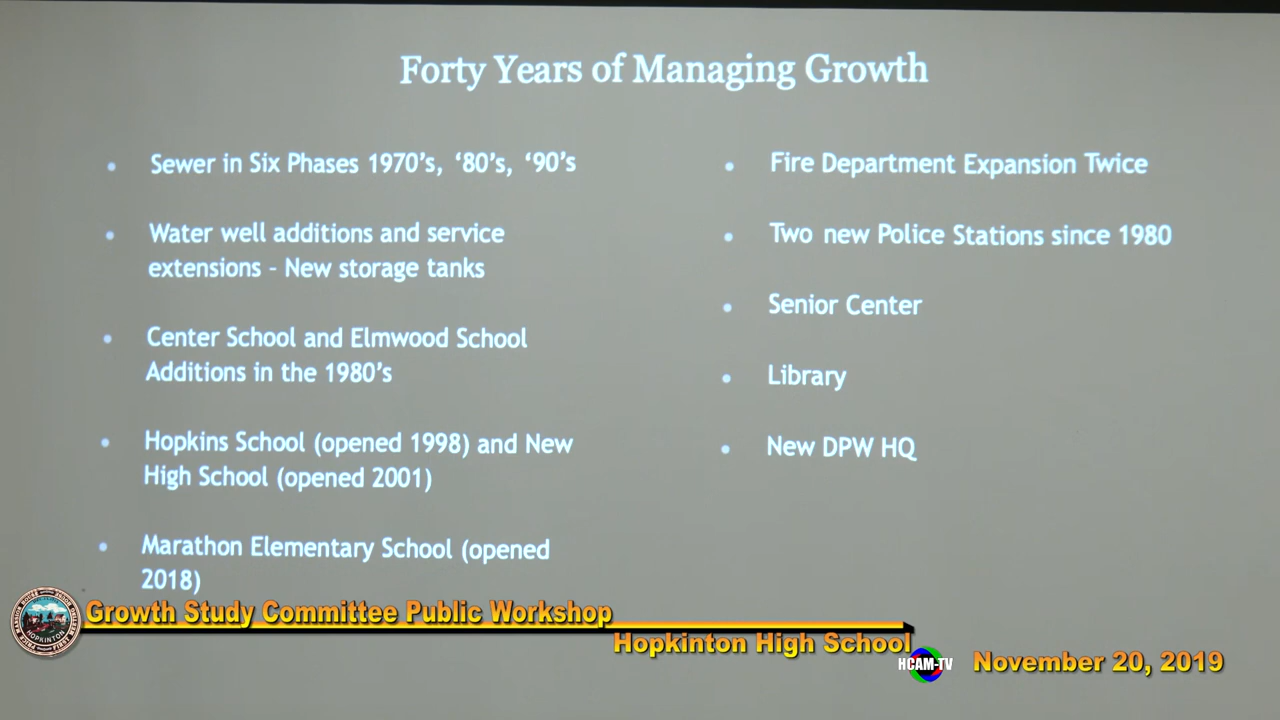 Forty Years of Managing Growth
• Sewer in Six Phases 1970's, '80's, '90's
• Water well additions and service
extensions - New storage tanks
• Center School and Elmwood School
Additions in the 1980's
• Hopkins School (opened 1998) and New
High School (opened 2001)
• Marathon Elementary School (opened
2018)
• Fire Department Expansion Twice
• Two new Police Stations since 1980
• Senior Center
• Library
• New DPW HQ
HOPKINTON
Growth Study Committee Public Workshop
Hopkinton High School
HCAM-TV
November 20, 2019